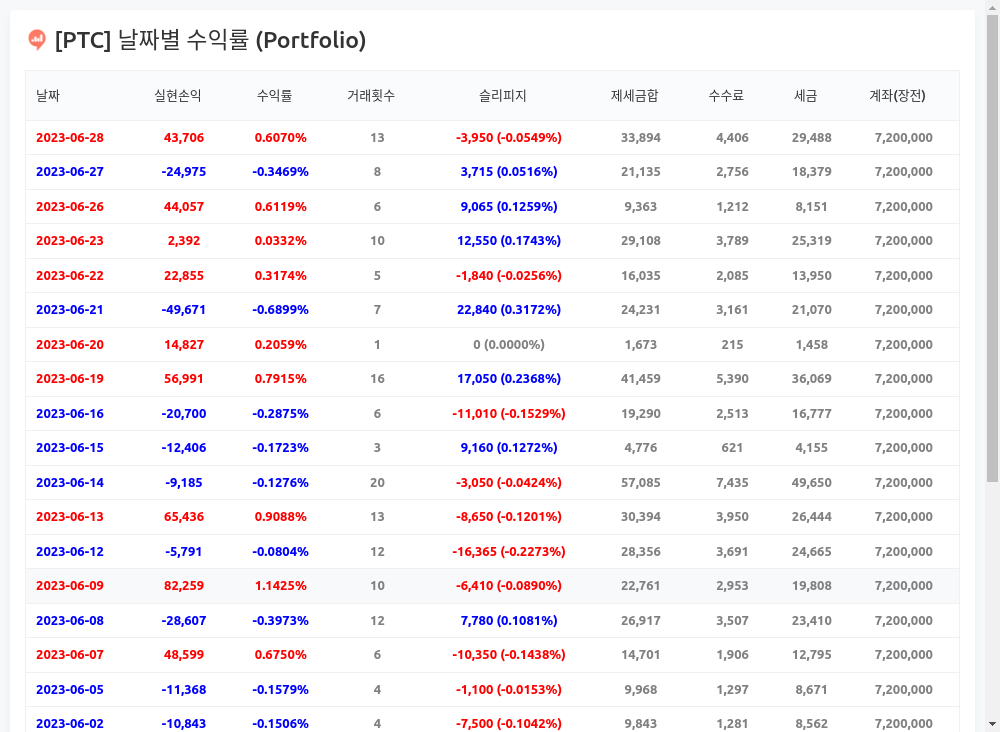 [PTC] 날짜별 수익률 (Portfolio)
날짜 실현손익 수익률 거래횟수 슬리피지 제세금합 수수료 세금 계좌(장전)
2023-06-28 43,706 0.6070% 13 -3,950 (-0.0549%) 33,894 4,406 29,488 7,200,000
2023-06-27 -24,975 -0.3469% 8 3,715 (0.0516%) 21,135 2,756 18,379 7,200,000
2023-06-26 44,057 0.6119% 6 9,065 (0.1259%) 9,363 1,212 8,151 7,200,000
2023-06-23 2,392 0.0332% 10 12,550 (0.1743%) 29,108 3,789 25,319 7,200,000
2023-06-22 22,855 0.3174% 5 -1,840 (-0.0256%) 16,035 2,085 13,950 7,200,000
2023-06-21 -49,671 -0.6899% 7 22,840 (0.3172%) 24,231 3,161 21,070 7,200,000
2023-06-20 14,827 0.2059% 1 0 (0.0000%) 1,673 215 1,458 7,200,000
2023-06-19 56,991 0.7915% 16 17,050 (0.2368%) 41,459 5,390 36,069 7,200,000
2023-06-16 -20,700 -0.2875% 6 -11,010 (-0.1529%) 19,290 2,513 16,777 7,200,000
2023-06-15 -12,406 -0.1723% 3 9,160 (0.1272%) 4,776 621 4,155 7,200,000
2023-06-14 -9,185 -0.1276% 20 -3,050 (-0.0424%) 57,085 7,435 49,650 7,200,000
2023-06-13 65,436 0.9088% 13 -8,650 (-0.1201%) 30,394 3,950 26,444 7,200,000
2023-06-12 -5,791 -0.0804% 12 -16,365 (-0.2273%) 28,356 3,691 24,665 7,200,000
2023-06-09 82,259 1.1425% 10 -6,410 (-0.0890%) 22,761 2,953 19,808 7,200,000
2023-06-08 -28,607 -0.3973% 12 7,780 (0.1081%) 26,917 3,507 23,410 7,200,000
2023-06-07 48,599 0.6750% 6 -10,350 (-0.1438%) 14,701 1,906 12,795 7,200,000
2023-06-05 -11,368 -0.1579% 4 -1,100 (-0.0153%) 9,968 1,297 8,671 7,200,000
2023-06-02 -10,843 -0.1506% 4 -7,500 (-0.1042%) 9,843 1,281 8,562 7,200,000